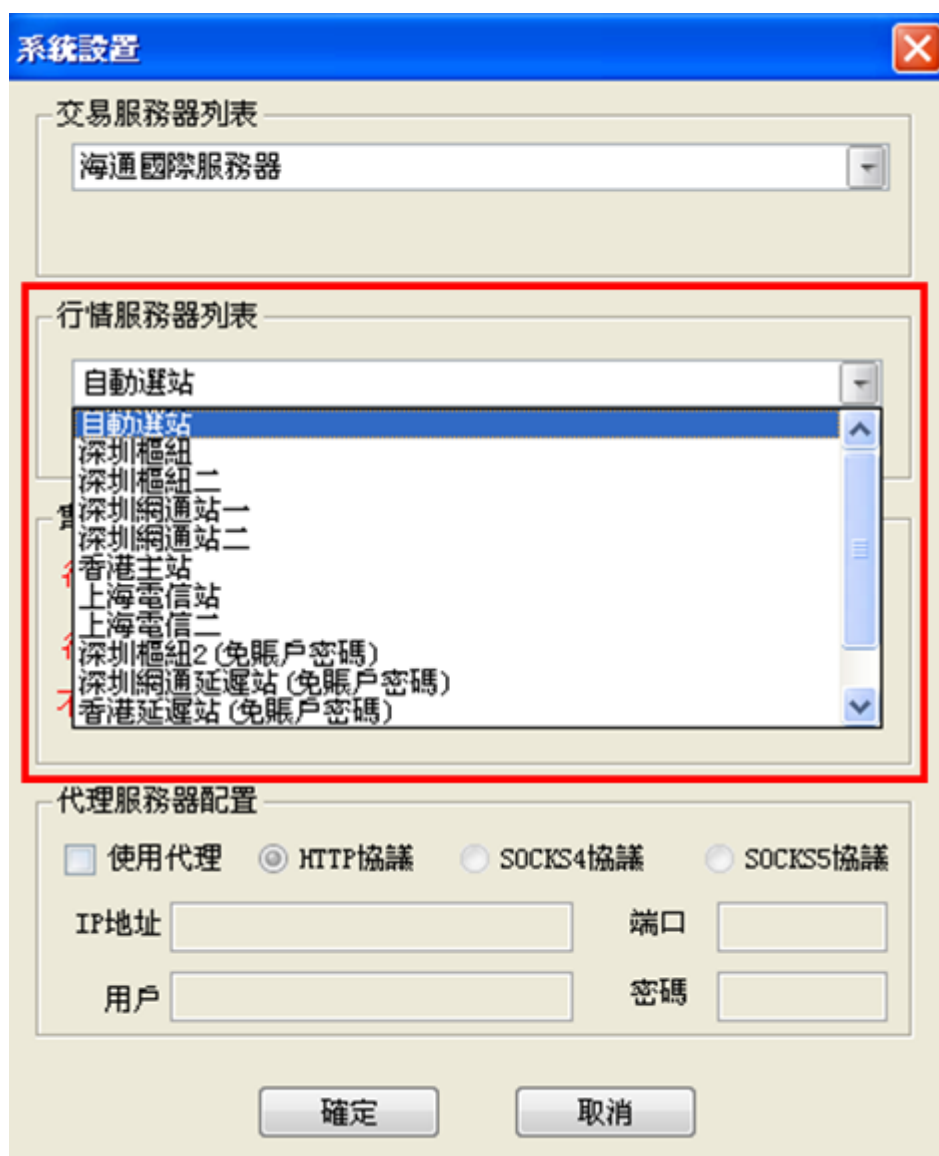 系統設置
交易服務器列表
海通國際服務器
行情服務器列表
自動選站
自動選站
深圳樞紐
深圳樞紐二
深圳網通站一
深圳網通站二
香港主站
上海電信站
上海電信二
深圳樞紐2(免賬戶密碼)
深圳網通延遲站(免賬戶密碼)
香港延遲站(免賬戶密碼)
代理服務器配置
使用代理 HTTP協議 SOCKS4協議 SOCKS5協議
IP地址 端口
用戶 密碼
確定 取消